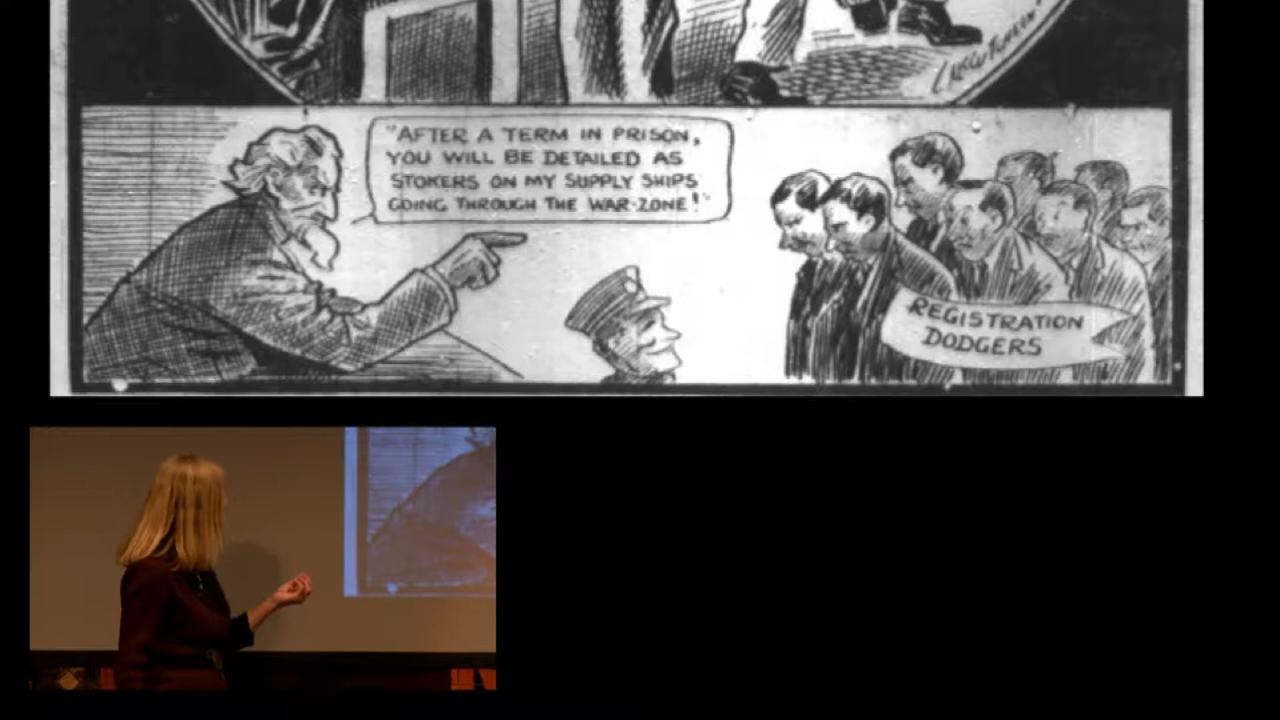 "AFTER A TERM IN PRISON,
YOU WILL BE DETAILED AS
STOKERS ON MY SUPPLY SHIPS
GOING THROUGH THE WAR-ZONE!"
REGISTRATION
DODGERS